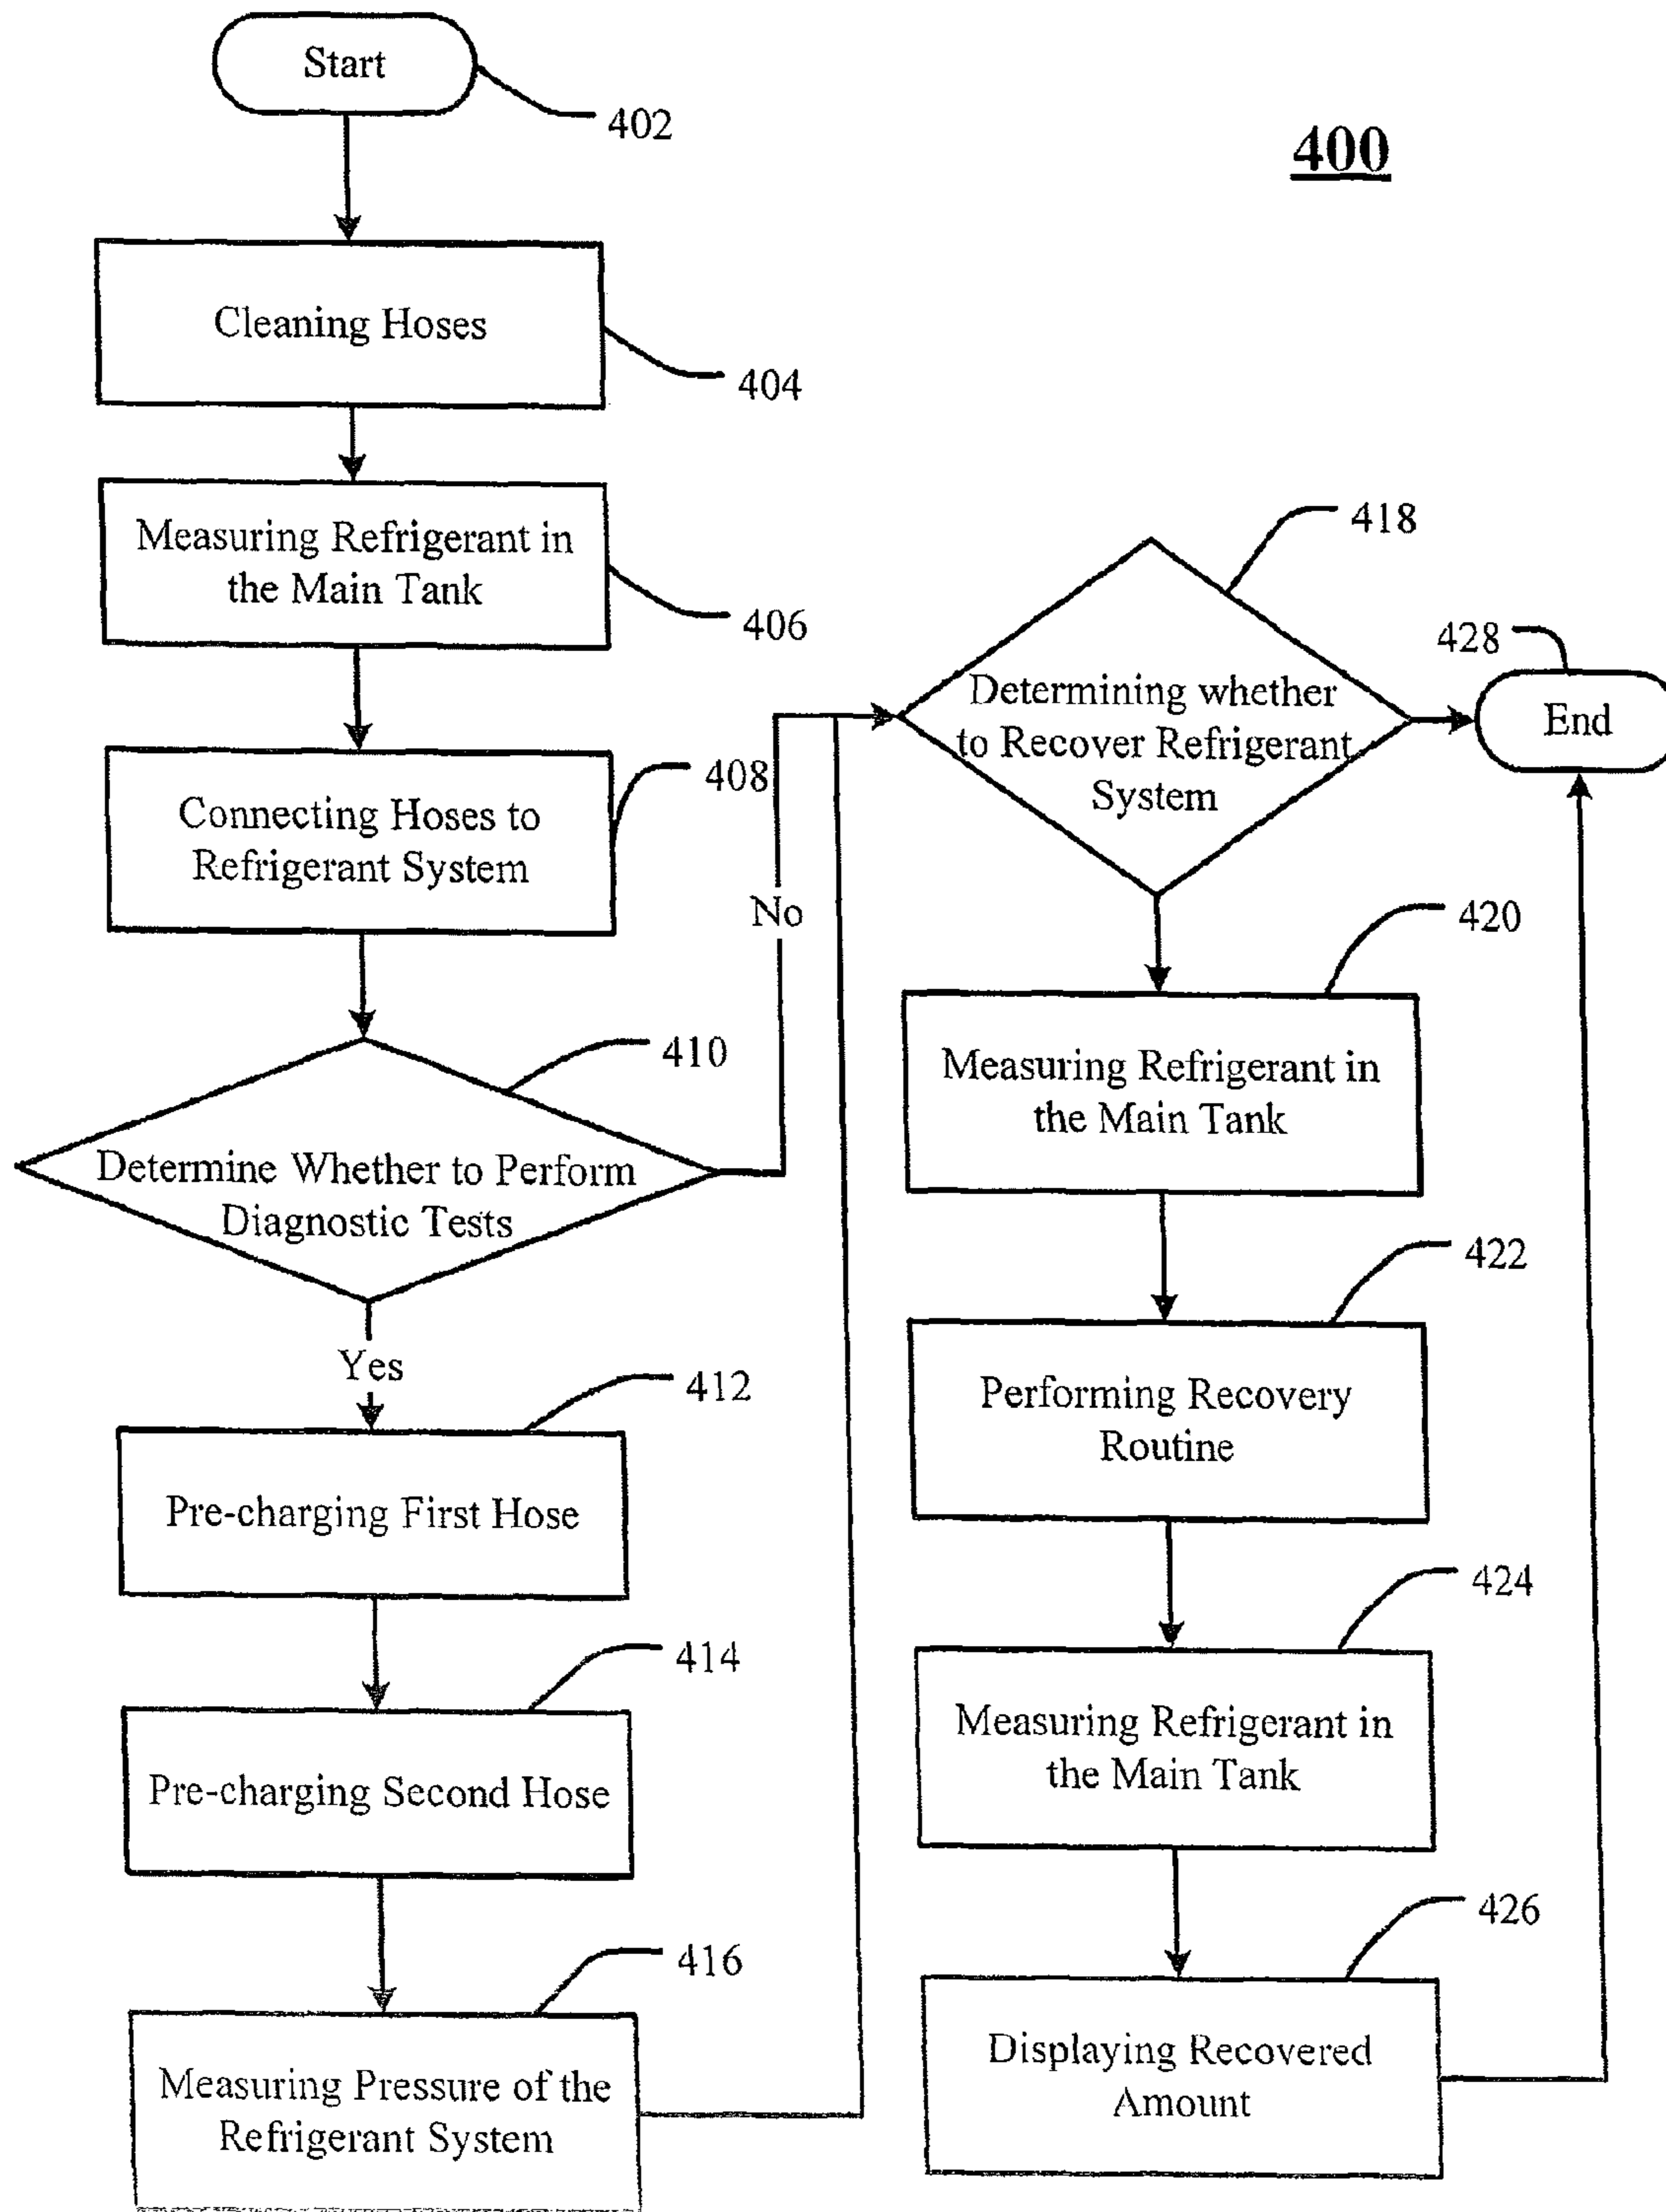 Start
402
400
Cleaning Hoses
404
Measuring Refrigerant in
the Main Tank
406
Connecting Hoses to
Refrigerant System
408
Determine Whether to Perform
Diagnostic Tests
410
No
Yes
Pre-charging First Hose
412
Pre-charging Second Hose
414
Measuring Pressure of the
Refrigerant System
416
Determining whether
to Recover Refrigerant
System
418
428
End
420
Measuring Refrigerant in
the Main Tank
422
Performing Recovery
Routine
424
Measuring Refrigerant in
the Main Tank
426
Displaying Recovered
Amount